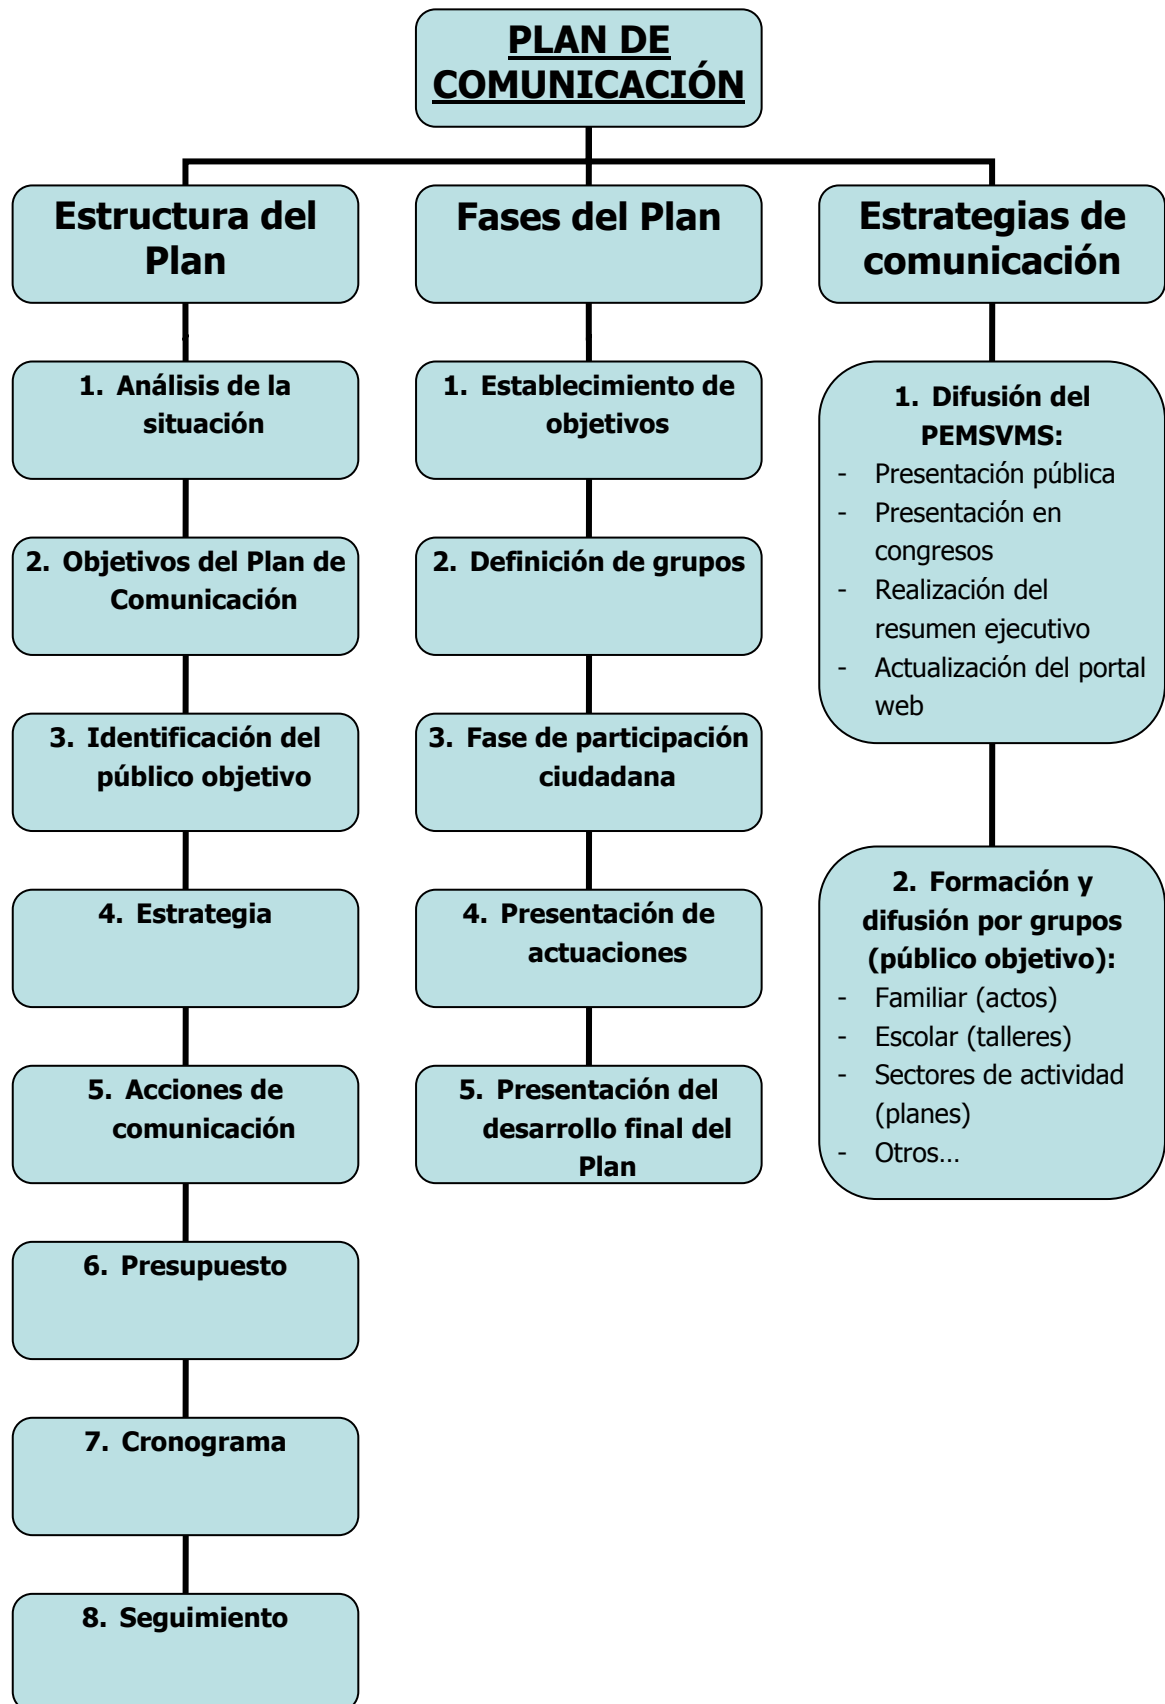 PLAN DE
COMUNICACIÓN
Estructura del
Plan
1. Análisis de la
situación
2. Objetivos del Plan de
Comunicación
3. Identificación del
público objetivo
4. Estrategia
5. Acciones de
comunicación
6. Presupuesto
7. Cronograma
8. Seguimiento
Fases del Plan
1. Establecimiento de
objetivos
2. Definición de grupos
3. Fase de participación
ciudadana
4. Presentación de
actuaciones
5. Presentación del
desarrollo final del
Plan
Estrategias de
comunicación
1. Difusión del
PEMSVMS:
- Presentación pública
- Presentación en
congresos
- Realización del
resumen ejecutivo
- Actualización del portal
web
2. Formación y
difusión por grupos
(público objetivo):
- Familiar (actos)
- Escolar (talleres)
- Sectores de actividad
(planes)
- Otros…